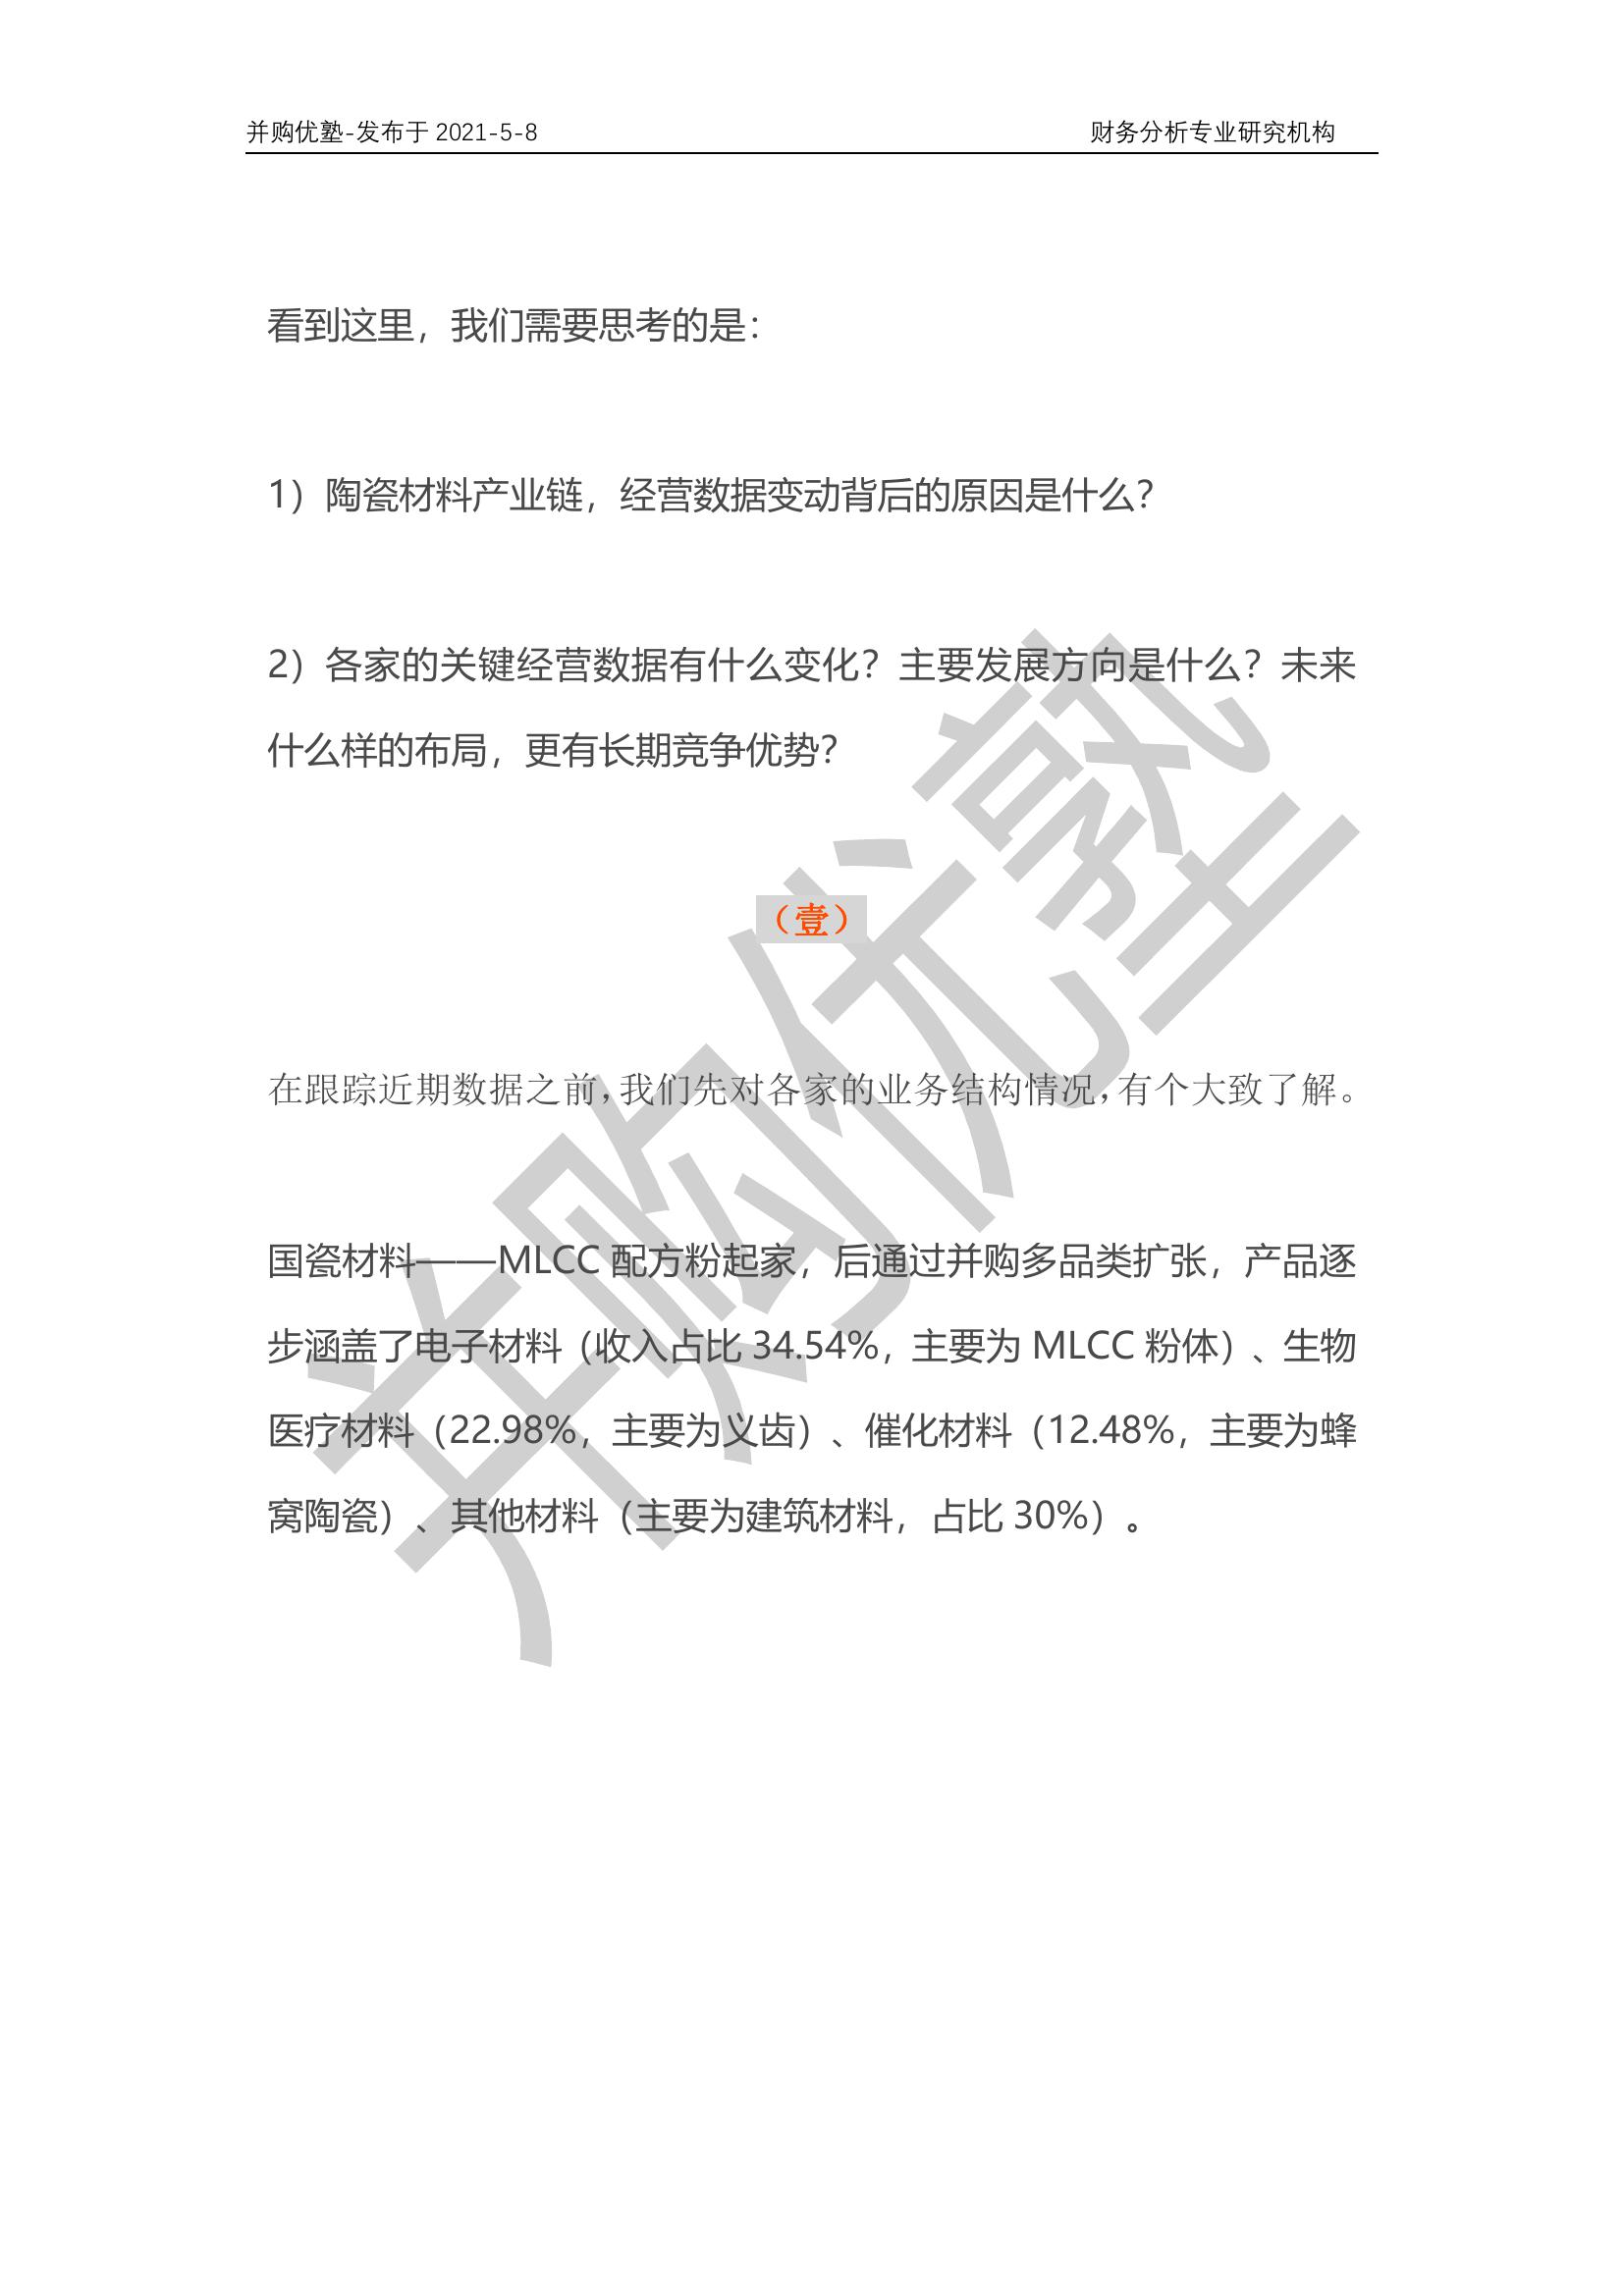 并购优塾-发布于 2021-5-8 财务分析专业研究机构
看到这里，我们需要思考的是：
1）陶瓷材料产业链，经营数据变动背后的原因是什么？
2）各家的关键经营数据有什么变化？主要发展方向是什么？未来
什么样的布局，更有长期竞争优势？
（壹）
在跟踪近期数据之前，我们先对各家的业务结构情况，有个大致了解。
国瓷材料——MLCC 配方粉起家，后通过并购多品类扩张，产品逐
步涵盖了电子材料（收入占比 34.54%，主要为 MLCC 粉体）、生物
医疗材料（22.98%，主要为义齿）、催化材料（12.48%，主要为蜂
窝陶瓷）、其他材料（主要为建筑材料，占比 30%）。
并购优塾